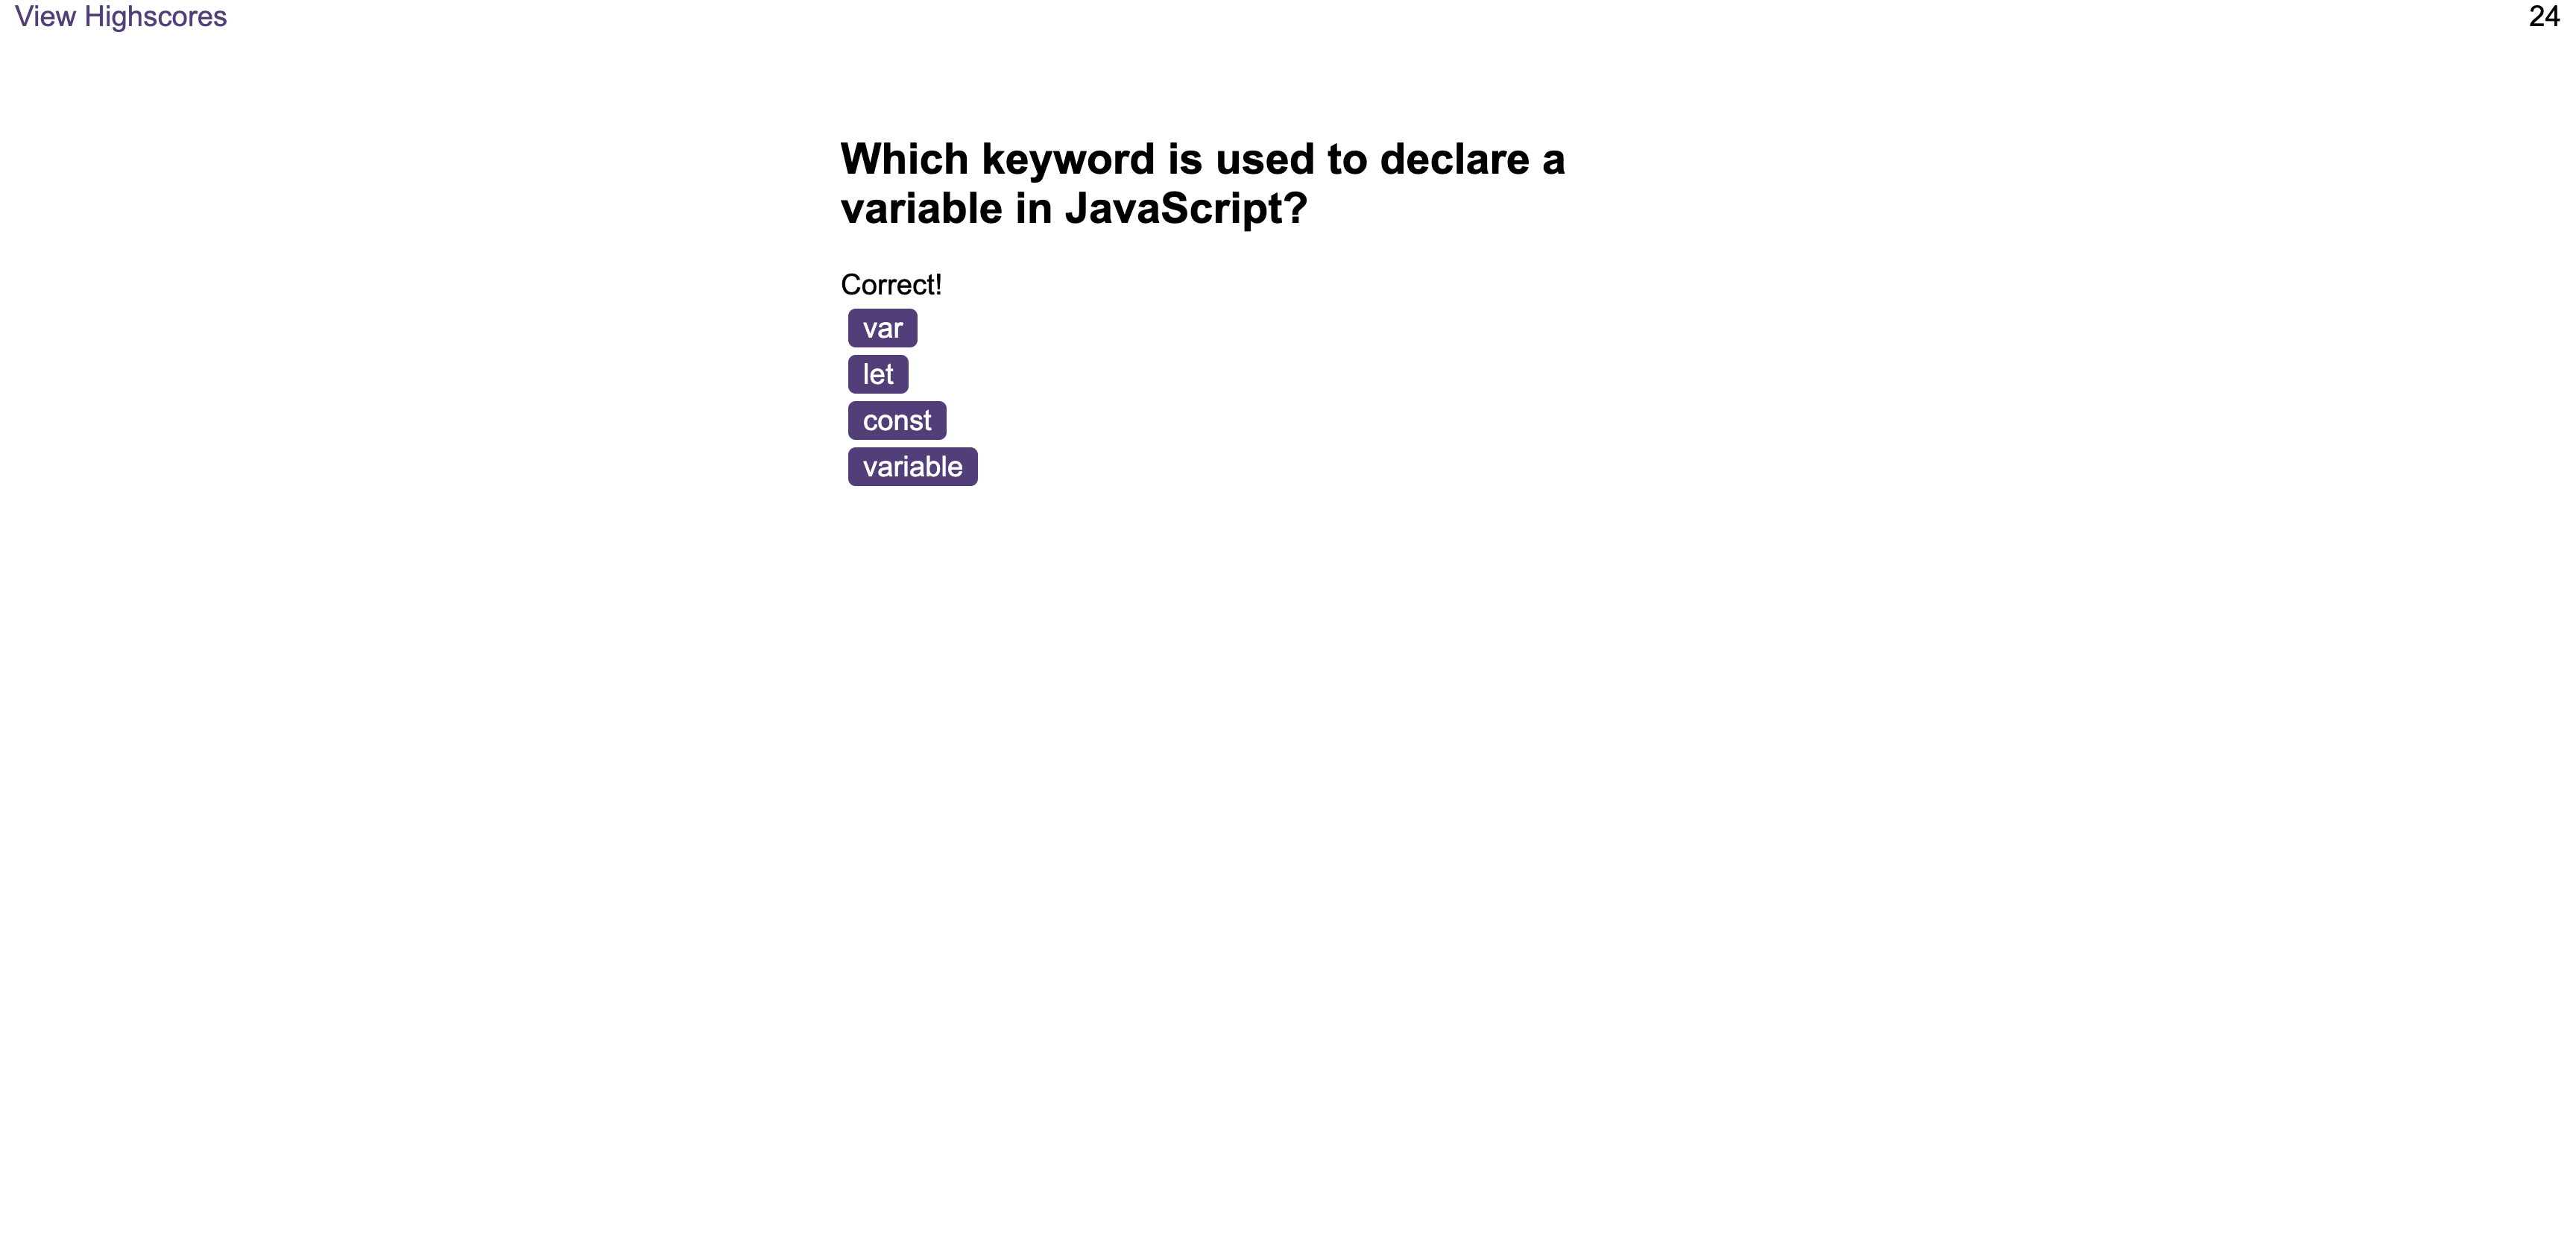 View Highscores
24
Which keyword is used to declare a
variable in JavaScript?
Correct!
var
let
const
variable